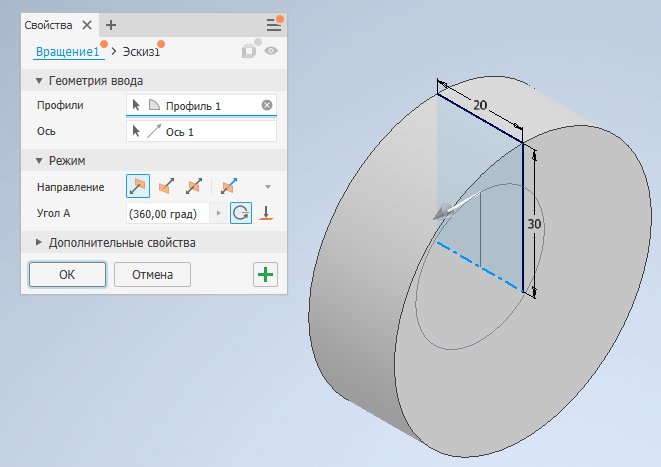 Свойства × +
Вращение1 > Эскиз1
Геометрия ввода
Профили Профиль 1
Ось Ось 1
Режим
Направление
Угол A (360,00 град)
Дополнительные свойства
OK Отмена
20
30